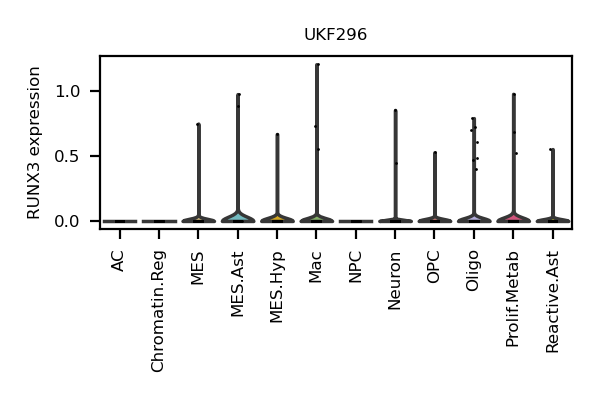 UKF296
RUNX3 expression
1.0
0.5
0.0
AC
Chromatin.Reg
MES
MES.Ast
MES.Hyp
Mac
NPC
Neuron
OPC
Oligo
Prolif.Metab
Reactive.Ast